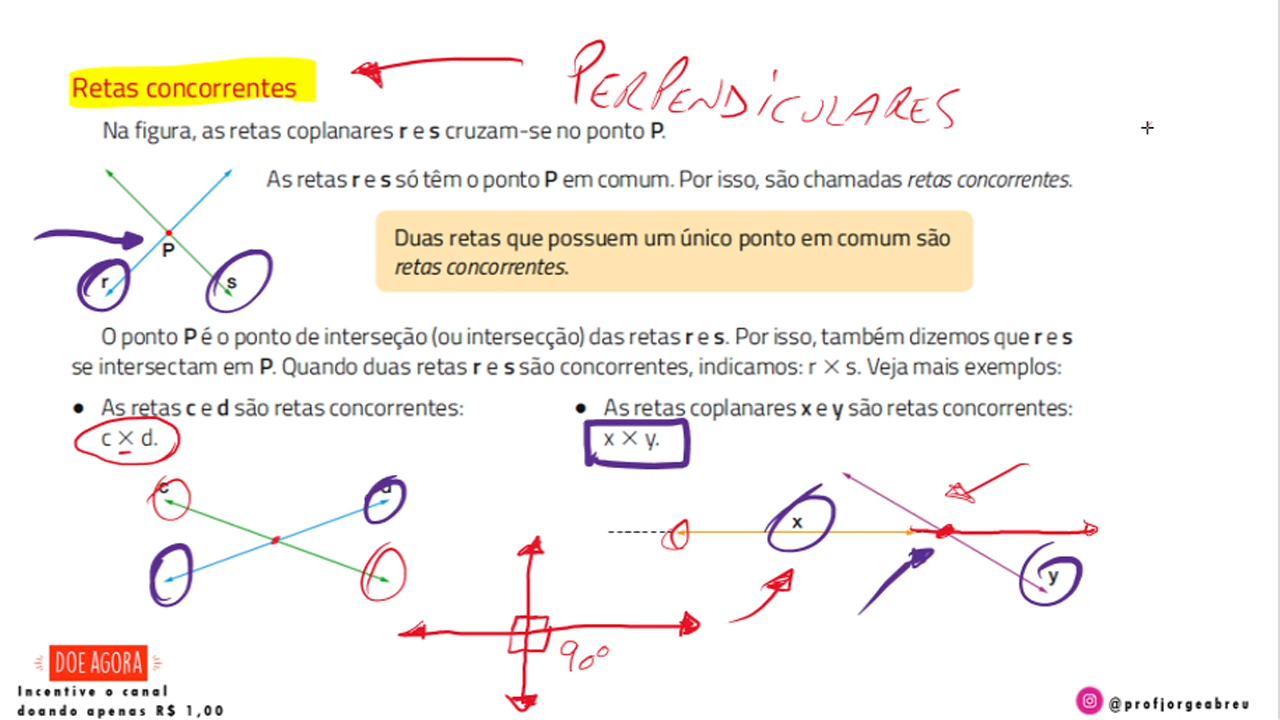 Retas concorrentes
PERPENDICULARES
Na figura, as retas coplanares r e s cruzam-se no ponto P.
As retas r e s só têm o ponto P em comum. Por isso, são chamadas retas concorrentes.
P
r
s
Duas retas que possuem um único ponto em comum são
retas concorrentes.
O ponto P é o ponto de interseção (ou intersecção) das retas r e s. Por isso, também dizemos que r e s
se intersectam em P. Quando duas retas r e s são concorrentes, indicamos: r × s. Veja mais exemplos:
• As retas c e d são retas concorrentes:
c × d.
• As retas coplanares x e y são retas concorrentes:
x × y.
c
d
x
y
90°
DOE AGORA
Incentive o canal
doando apenas R$ 1,00
@profjorgeabreu